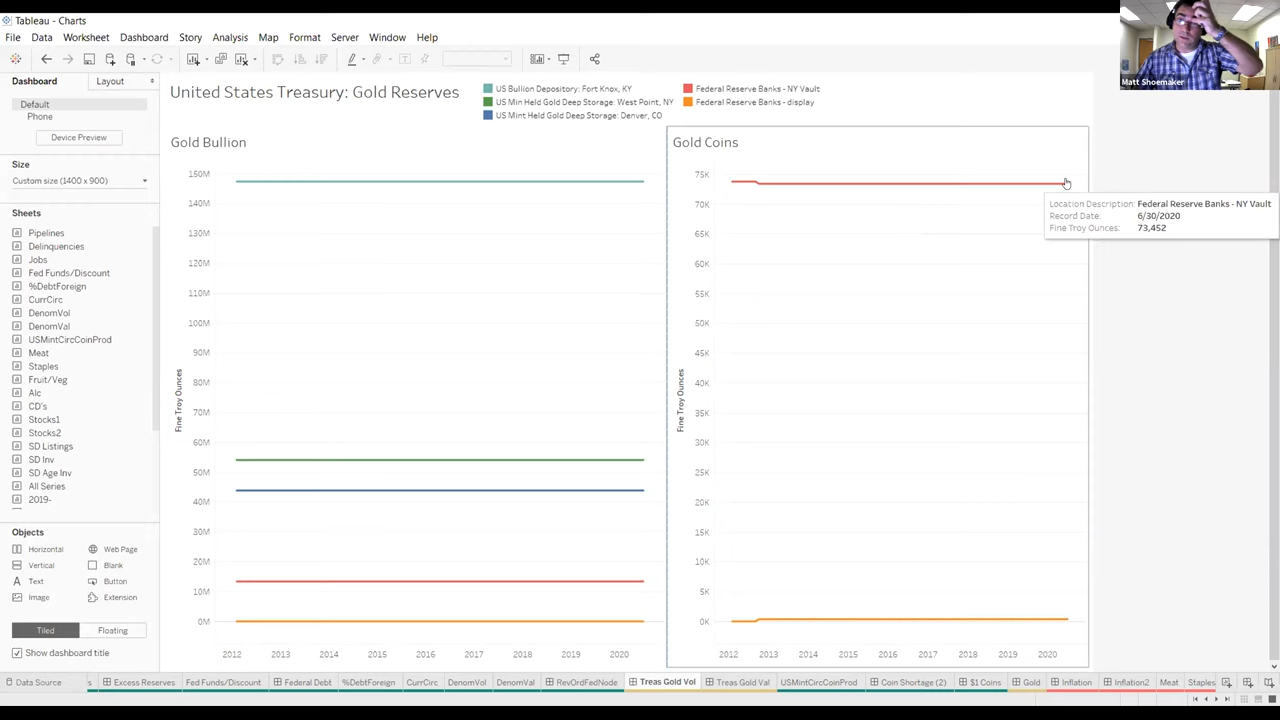 Tableau - Charts
File Data Worksheet Dashboard Story Analysis Map Format Server Window Help
Matt Shoemaker
Dashboard Layout
Default
Phone
Device Preview
Size
Custom size (1400 x 900)
Sheets
Pipelines
Delinquencies
Jobs
Fed Funds/Discount
%DebtForeign
CurrCirc
DenomVol
DenomVal
USMintCircCoinProd
Meat
Staples
Fruit/Veg
Alc
CD's
Stocks1
Stocks2
SD Listings
SD Inv
SD Age Inv
All Series
2019-
Objects
Horizontal Web Page
Vertical Blank
Text Button
Image Extension
Tiled Floating
Show dashboard title
United States Treasury: Gold Reserves
US Bullion Depository: Fort Knox, KY
US Min Held Gold Deep Storage: West Point, NY
US Mint Held Gold Deep Storage: Denver, CO
Federal Reserve Banks - NY Vault
Federal Reserve Banks - display
Gold Bullion
150M
140M
130M
120M
110M
100M
90M
80M
70M
60M
50M
40M
30M
20M
10M
0M
Fine Troy Ounces
2012 2013 2014 2015 2016 2017 2018 2019 2020
Gold Coins
75K
70K
65K
60K
55K
50K
45K
40K
35K
30K
25K
20K
15K
10K
5K
0K
Fine Troy Ounces
2012 2013 2014 2015 2016 2017 2018 2019 2020
Location Description: Federal Reserve Banks - NY Vault
Record Date: 6/30/2020
Fine Troy Ounces: 73,452
Data Source s Excess Reserves Fed Funds/Discount Federal Debt %DebtForeign CurrCirc DenomVol DenomVal RevOrdFedNode Treas Gold Vol Treas Gold Val USMintCircCoinProd Coin Shortage (2) $1 Coins Gold Inflation Inflation2 Meat Staples